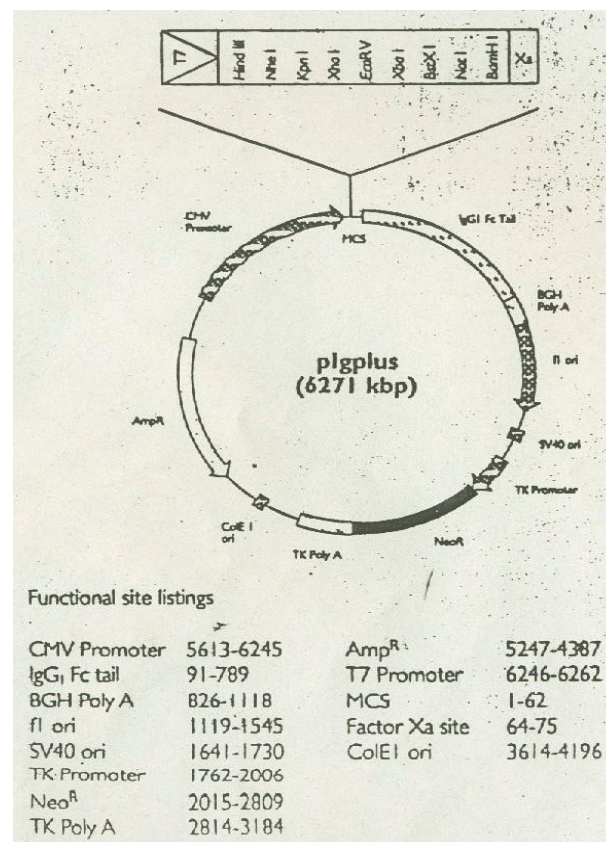 T7 Hind III Nhe I Kpn I Xho I EcoRV Xba I BstX I Not I BamH I Xa
CMV Promoter
MCS
IgG1 Fc Tail
BGH Poly A
f1 ori
SV40 ori
TK Promoter
NeoR
TK Poly A
ColE 1 ori
AmpR
pIgplus
(6271 kbp)
Functional site listings
CMV Promoter 5613-6245
IgG₁ Fc tail 91-789
BGH Poly A 826-1118
f1 ori 1119-1545
SV40 ori 1641-1730
TK Promoter 1762-2006
Neoᴿ 2015-2809
TK Poly A 2814-3184
Ampᴿ 5247-4387
T7 Promoter 6246-6262
MCS 1-62
Factor Xa site 64-75
ColE1 ori 3614-4196